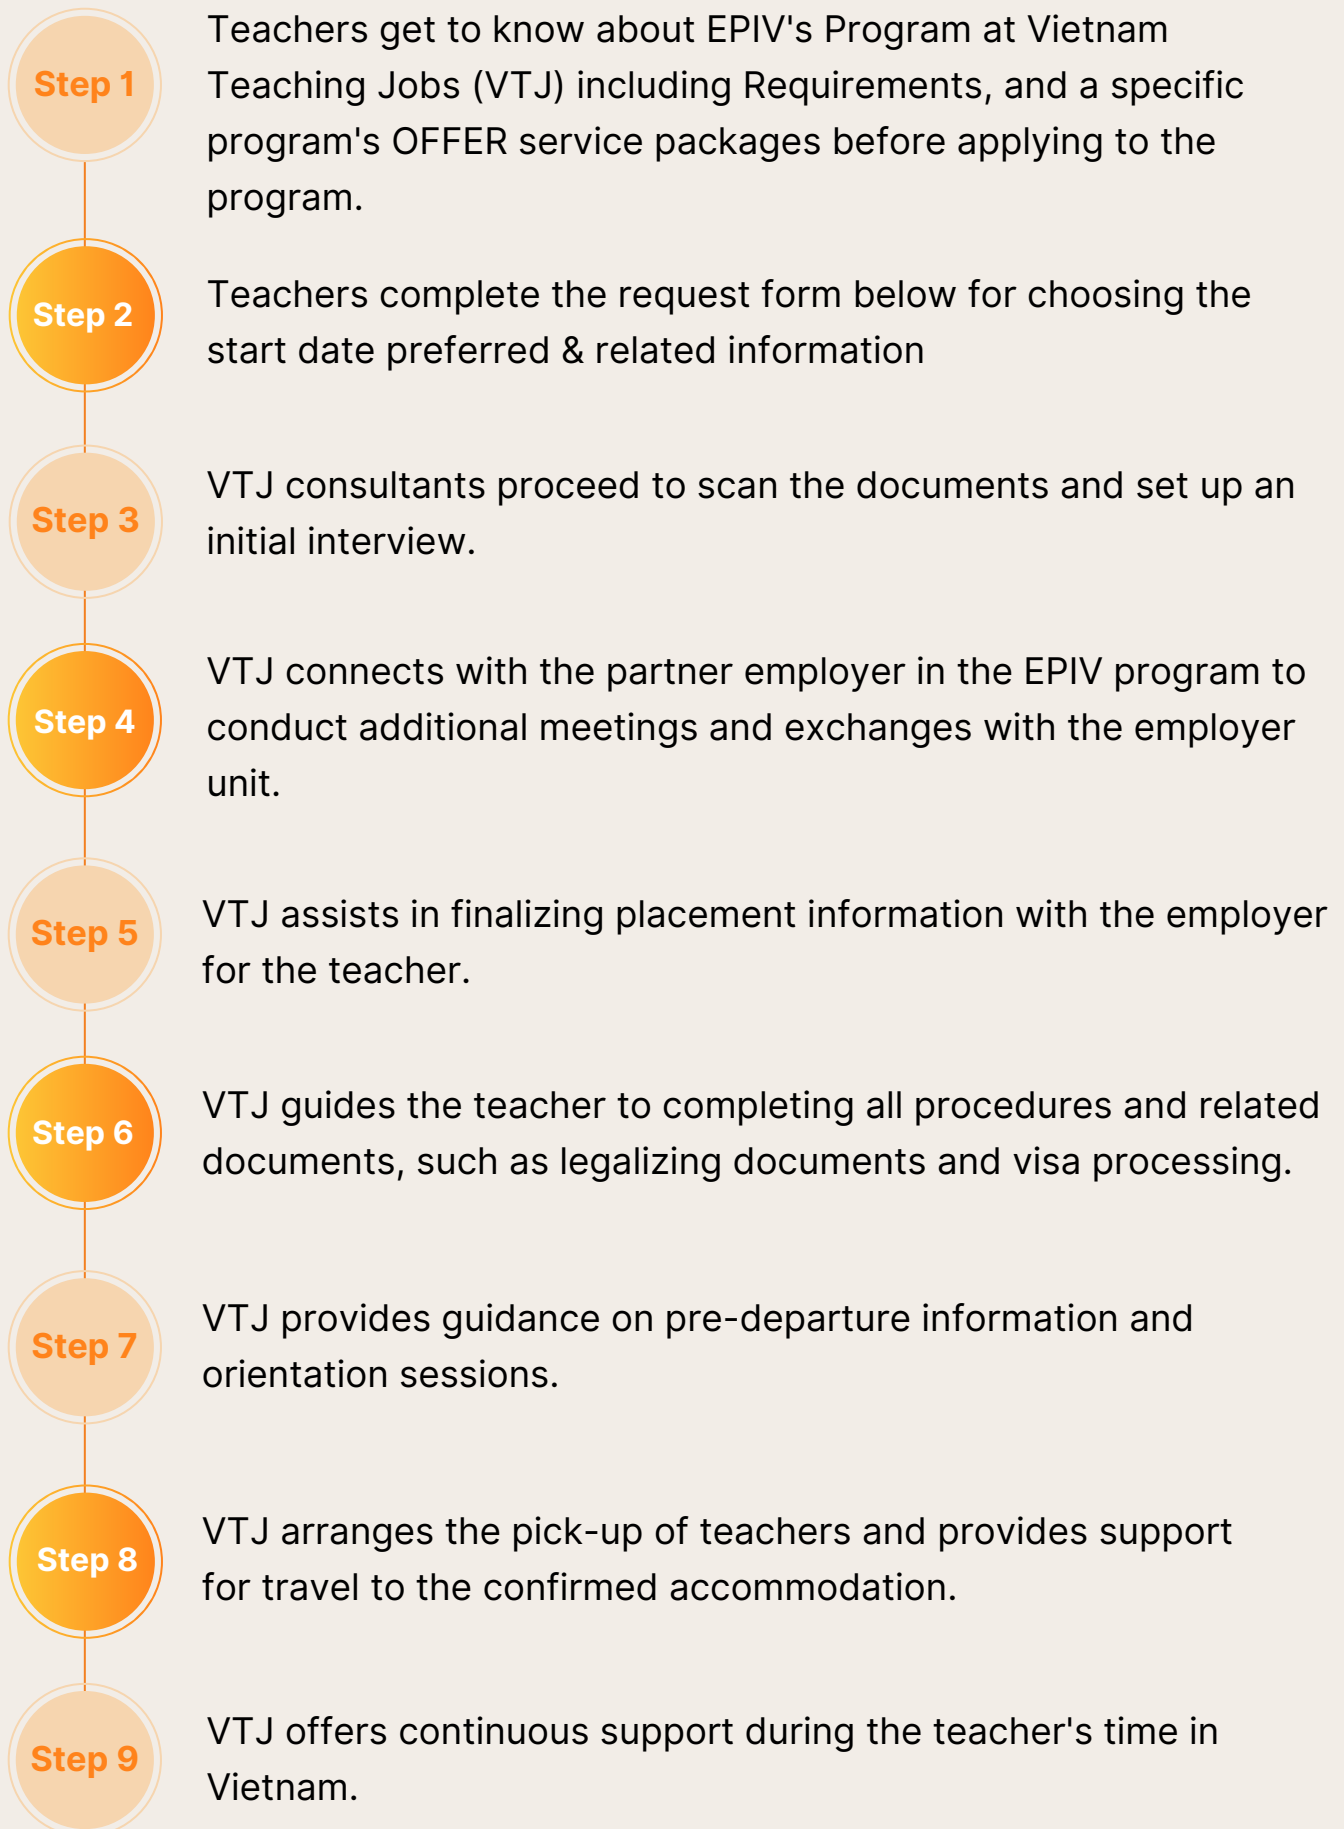 Step 1
Teachers get to know about EPIV's Program at Vietnam
Teaching Jobs (VTJ) including Requirements, and a specific
program's OFFER service packages before applying to the
program.
Step 2
Teachers complete the request form below for choosing the
start date preferred & related information
Step 3
VTJ consultants proceed to scan the documents and set up an
initial interview.
Step 4
VTJ connects with the partner employer in the EPIV program to
conduct additional meetings and exchanges with the employer
unit.
Step 5
VTJ assists in finalizing placement information with the employer
for the teacher.
Step 6
VTJ guides the teacher to completing all procedures and related
documents, such as legalizing documents and visa processing.
Step 7
VTJ provides guidance on pre-departure information and
orientation sessions.
Step 8
VTJ arranges the pick-up of teachers and provides support
for travel to the confirmed accommodation.
Step 9
VTJ offers continuous support during the teacher's time in
Vietnam.